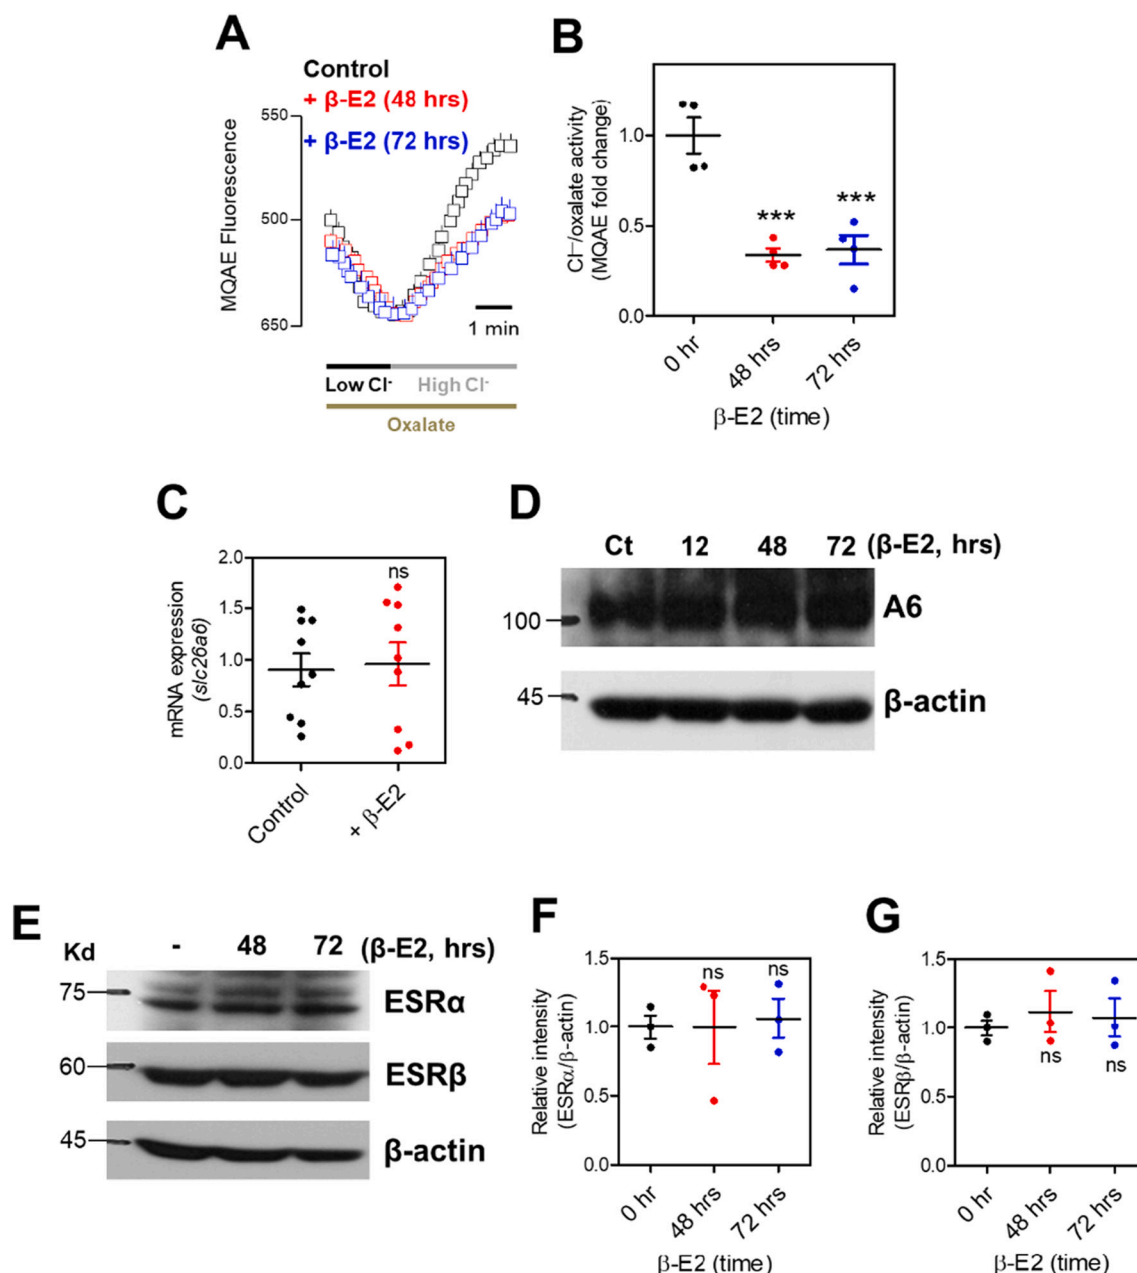 A
Control
+ β-E2 (48 hrs)
+ β-E2 (72 hrs)
MQAE Fluorescence
550
500
650
1 min
Low Cl-
High Cl-
Oxalate
B
Cl⁻/oxalate activity
(MQAE fold change)
1.0
0.5
0.0
***
***
0 hr
48 hrs
72 hrs
β-E2 (time)
C
mRNA expression
(slc26a6)
2.0
1.5
1.0
0.5
0.0
ns
Control
+ β-E2
D
Ct 12 48 72 (β-E2, hrs)
100
A6
45
β-actin
E
Kd - 48 72 (β-E2, hrs)
75
ESRα
60
ESRβ
45
β-actin
F
Relative intensity
(ESRα/β-actin)
1.5
1.0
0.5
0.0
ns
ns
0 hr
48 hrs
72 hrs
β-E2 (time)
G
Relative intensity
(ESRβ/β-actin)
1.5
1.0
0.5
0.0
ns
ns
0 hr
48 hrs
72 hrs
β-E2 (time)